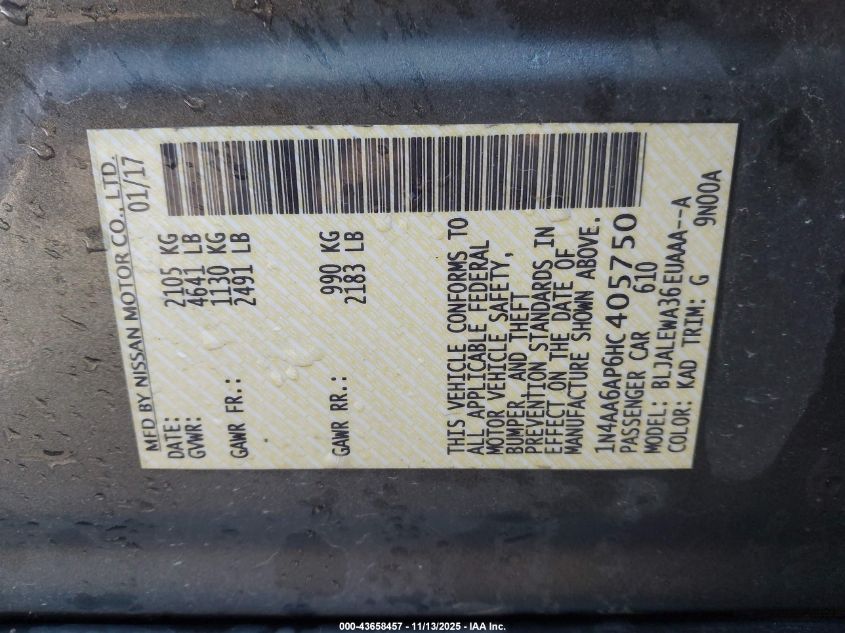 MFD BY NISSAN MOTOR CO., LTD.
DATE: 01/17
GVWR: 2105 KG
4641 LB
GAWR FR.: 1130 KG
2491 LB
GAWR RR.: 990 KG
2183 LB
THIS VEHICLE CONFORMS TO
ALL APPLICABLE FEDERAL
MOTOR VEHICLE SAFETY,
BUMPER, AND THEFT
PREVENTION STANDARDS IN
EFFECT ON THE DATE OF
MANUFACTURE SHOWN ABOVE.
1N4AA6AP6HC405750
PASSENGER CAR 610
MODEL: BLJALEWA36EUAAA--A
COLOR: KAD TRIM: G 9N00A
000-43658457 - 11/13/2025 - IAA Inc.